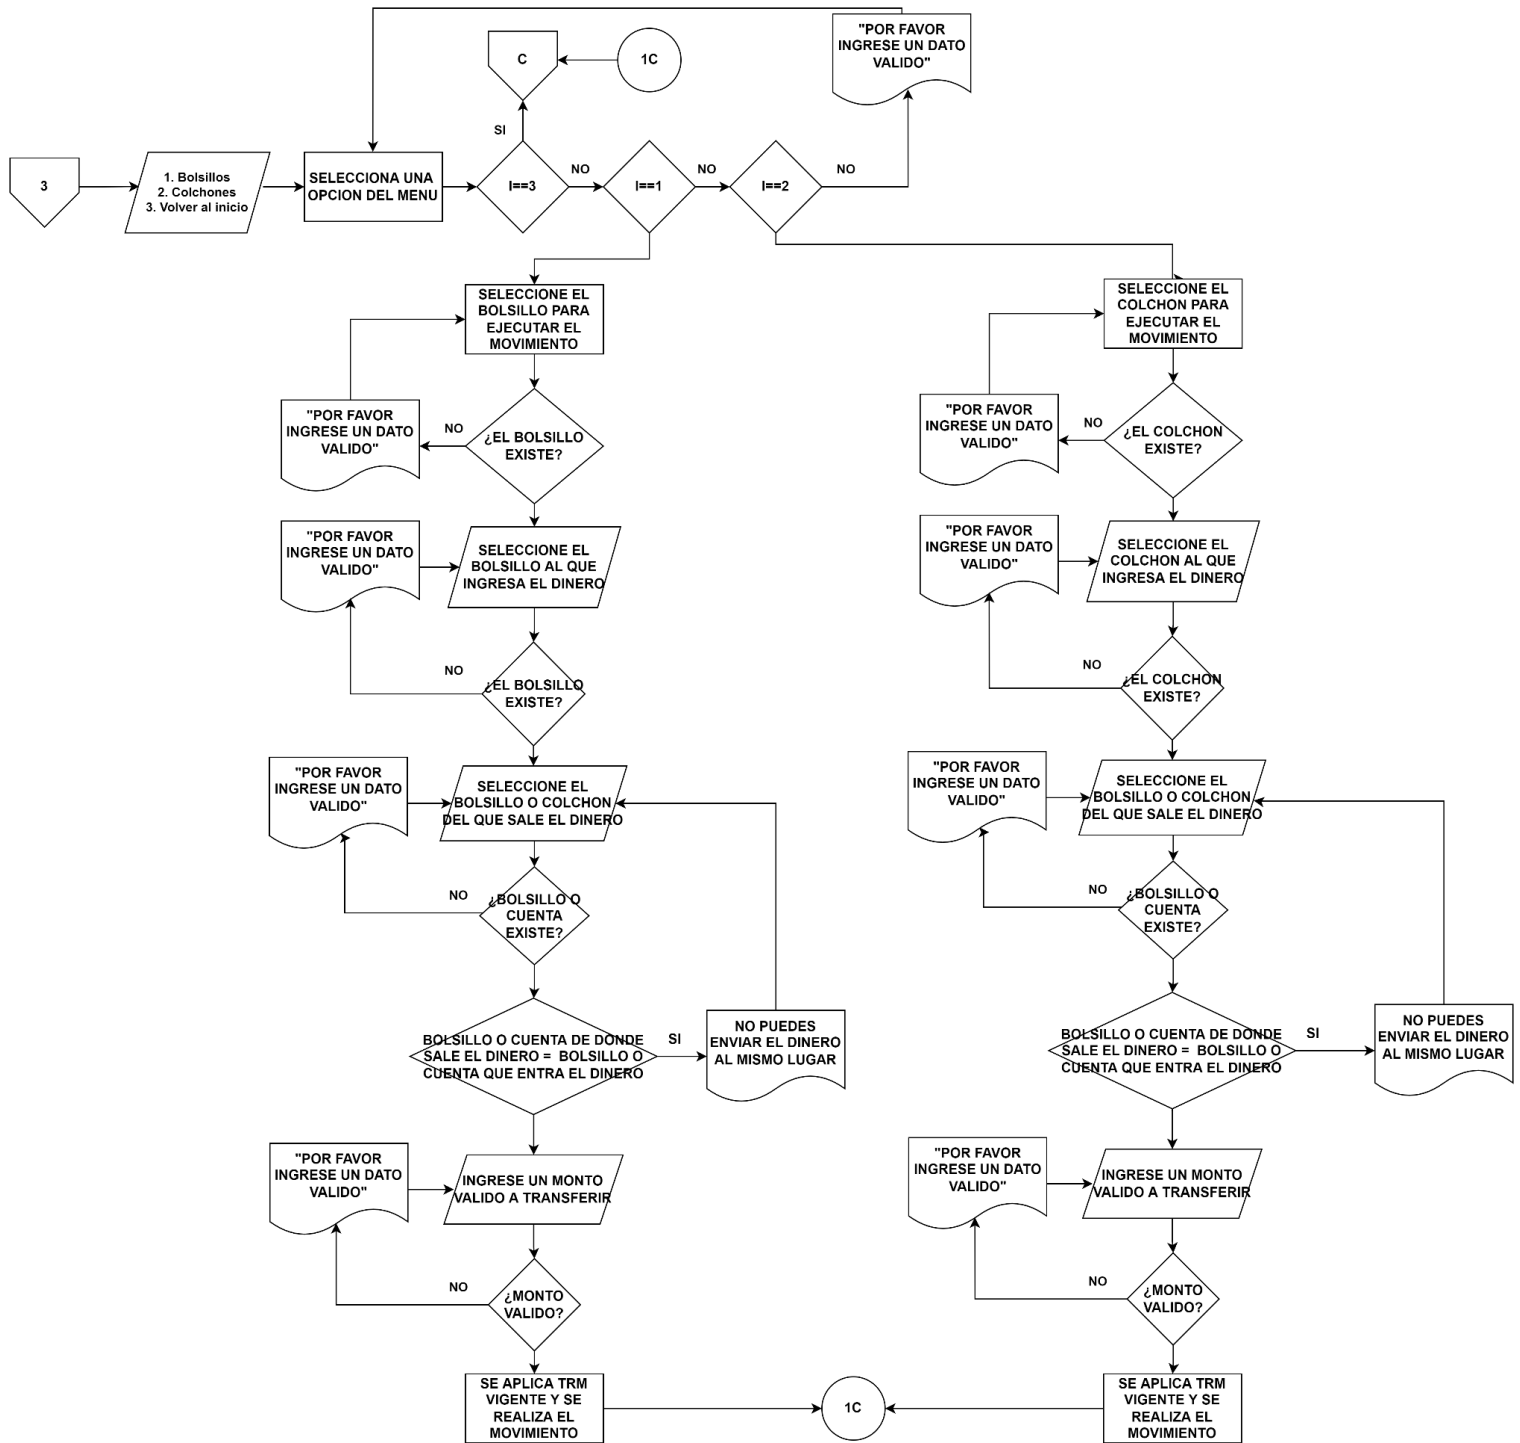 "POR FAVOR
INGRESE UN DATO
VALIDO"
C
1C
SI
3
1. Bolsillos
2. Colchones
3. Volver al inicio
SELECCIONA UNA
OPCION DEL MENU
I==3
NO
I==1
NO
I==2
NO
SELECCIONE EL
BOLSILLO PARA
EJECUTAR EL
MOVIMIENTO
"POR FAVOR
INGRESE UN DATO
VALIDO"
NO
¿EL BOLSILLO
EXISTE?
"POR FAVOR
INGRESE UN DATO
VALIDO"
SELECCIONE EL
BOLSILLO AL QUE
INGRESA EL DINERO
NO
¿EL BOLSILLO
EXISTE?
"POR FAVOR
INGRESE UN DATO
VALIDO"
SELECCIONE EL
BOLSILLO O COLCHON
DEL QUE SALE EL DINERO
NO
¿BOLSILLO O
CUENTA
EXISTE?
BOLSILLO O CUENTA DE DONDE
SALE EL DINERO = BOLSILLO O
CUENTA QUE ENTRA EL DINERO
SI
NO PUEDES
ENVIAR EL DINERO
AL MISMO LUGAR
"POR FAVOR
INGRESE UN DATO
VALIDO"
INGRESE UN MONTO
VALIDO A TRANSFERIR
NO
¿MONTO
VALIDO?
SE APLICA TRM
VIGENTE Y SE
REALIZA EL
MOVIMIENTO
1C
SELECCIONE EL
COLCHON PARA
EJECUTAR EL
MOVIMIENTO
"POR FAVOR
INGRESE UN DATO
VALIDO"
NO
¿EL COLCHON
EXISTE?
"POR FAVOR
INGRESE UN DATO
VALIDO"
SELECCIONE EL
COLCHON AL QUE
INGRESA EL DINERO
NO
¿EL COLCHON
EXISTE?
"POR FAVOR
INGRESE UN DATO
VALIDO"
SELECCIONE EL
BOLSILLO O COLCHON
DEL QUE SALE EL DINERO
NO
¿BOLSILLO O
CUENTA
EXISTE?
BOLSILLO O CUENTA DE DONDE
SALE EL DINERO = BOLSILLO O
CUENTA QUE ENTRA EL DINERO
SI
NO PUEDES
ENVIAR EL DINERO
AL MISMO LUGAR
"POR FAVOR
INGRESE UN DATO
VALIDO"
INGRESE UN MONTO
VALIDO A TRANSFERIR
NO
¿MONTO
VALIDO?
SE APLICA TRM
VIGENTE Y SE
REALIZA EL
MOVIMIENTO